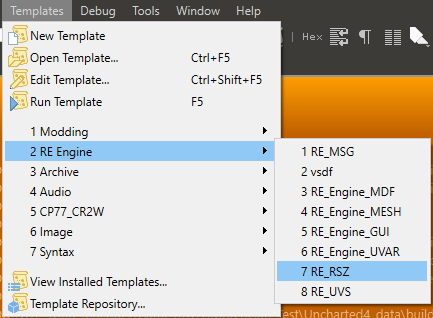 Templates Debug Tools Window Help
New Template
Open Template... Ctrl+F5
Edit Template... Ctrl+Shift+F5
Run Template F5
Hex
1 Modding
2 RE Engine
3 Archive
4 Audio
5 CP77_CR2W
6 Image
7 Syntax
View Installed Templates...
Template Repository...
1 RE_MSG
2 vsdf
3 RE_Engine_MDF
4 RE_Engine_MESH
5 RE_Engine_GUI
6 RE_Engine_UVAR
7 RE_RSZ
8 RE_UVS
Test\Uncharted4_data\buil